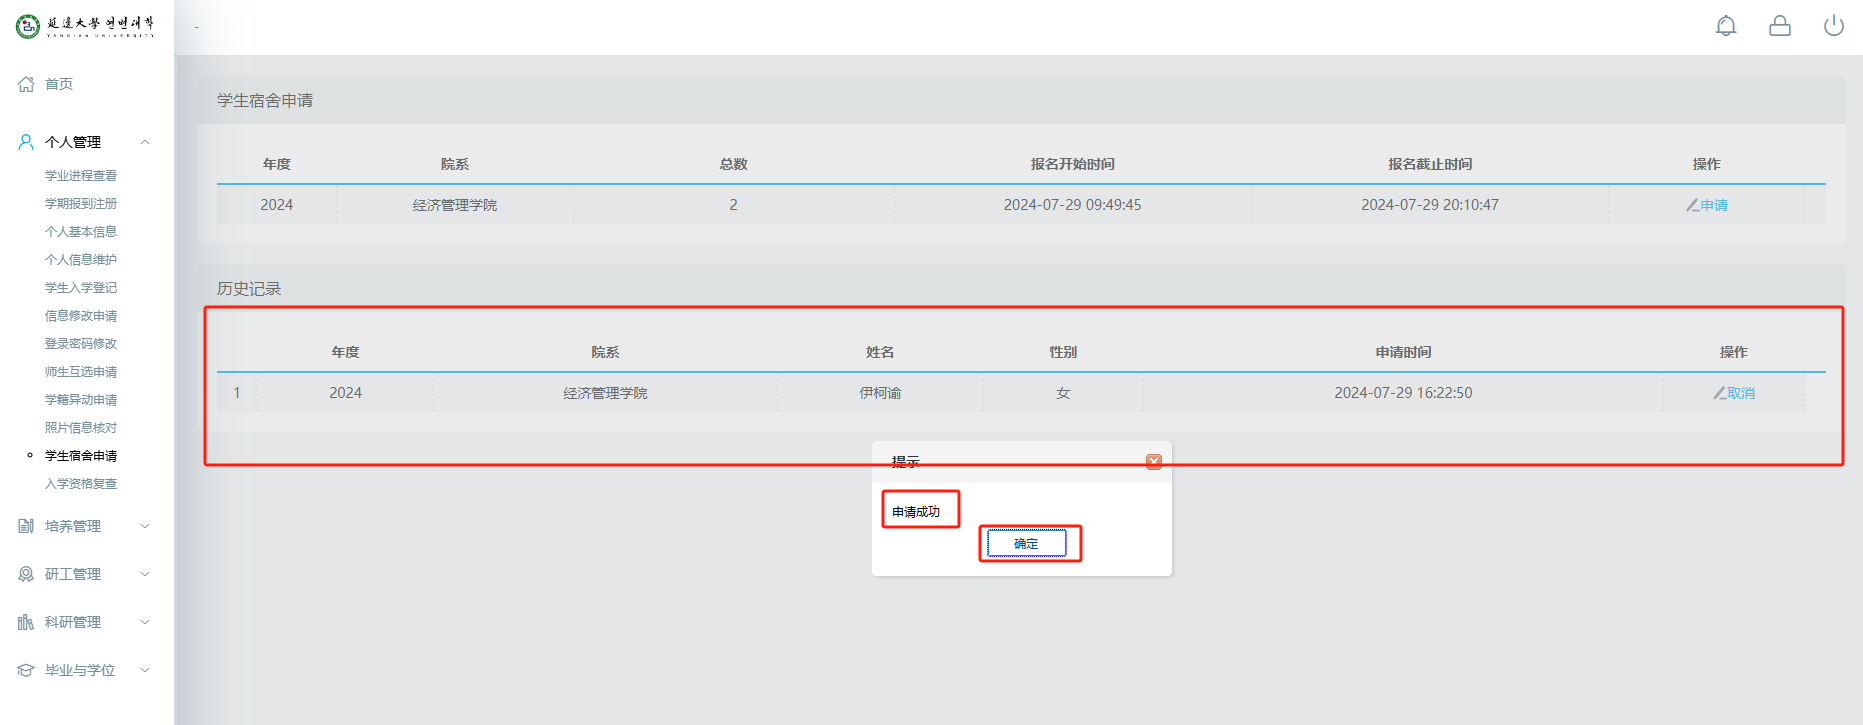 延邊大學 연변대학
YANBIAN UNIVERSITY
-
首页
个人管理
学业进程查看
学期报到注册
个人基本信息
个人信息维护
学生入学登记
信息修改申请
登录密码修改
师生互选申请
学籍异动申请
照片信息核对
学生宿舍申请
入学资格复查
培养管理
研工管理
科研管理
毕业与学位
学生宿舍申请
年度 院系 总数 报名开始时间 报名截止时间 操作
2024 经济管理学院 2 2024-07-29 09:49:45 2024-07-29 20:10:47 申请
历史记录
年度 院系 姓名 性别 申请时间 操作
1 2024 经济管理学院 伊柯谕 女 2024-07-29 16:22:50 取消
提示
申请成功
确定